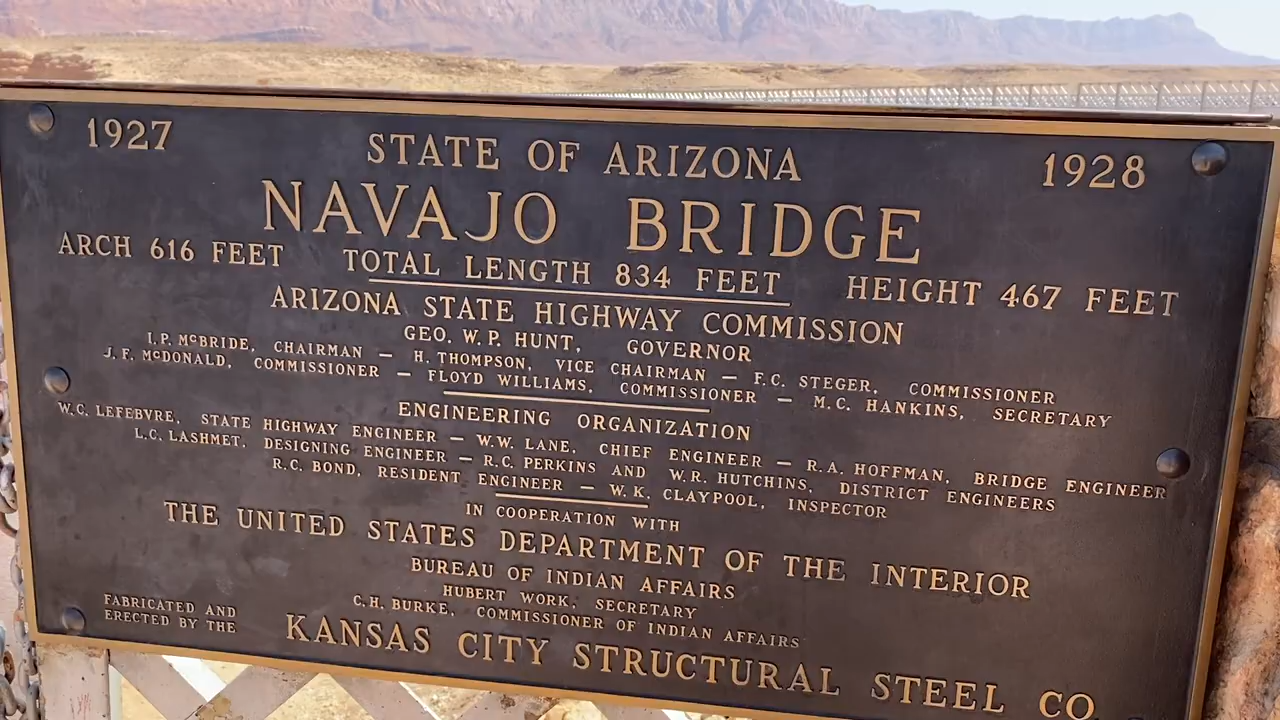 1927 STATE OF ARIZONA 1928
NAVAJO BRIDGE
ARCH 616 FEET TOTAL LENGTH 834 FEET HEIGHT 467 FEET
ARIZONA STATE HIGHWAY COMMISSION
GEO. W. P. HUNT, GOVERNOR
I. P. McBRIDE, CHAIRMAN — H. THOMPSON, VICE CHAIRMAN — F.C. STEGER, COMMISSIONER
J. F. McDONALD, COMMISSIONER — FLOYD WILLIAMS, COMMISSIONER — M.C. HANKINS, SECRETARY
ENGINEERING ORGANIZATION
W.C. LEFEBVRE, STATE HIGHWAY ENGINEER — W.W. LANE, CHIEF ENGINEER — R.A. HOFFMAN, BRIDGE ENGINEER
L.C. LASHMET, DESIGNING ENGINEER — R.C. PERKINS AND W.R. HUTCHINS, DISTRICT ENGINEERS
R.C. BOND, RESIDENT ENGINEER — W.K. CLAYPOOL, INSPECTOR
IN COOPERATION WITH
THE UNITED STATES DEPARTMENT OF THE INTERIOR
BUREAU OF INDIAN AFFAIRS
HUBERT WORK, SECRETARY
C.H. BURKE, COMMISSIONER OF INDIAN AFFAIRS
FABRICATED AND
ERECTED BY THE
KANSAS CITY STRUCTURAL STEEL CO